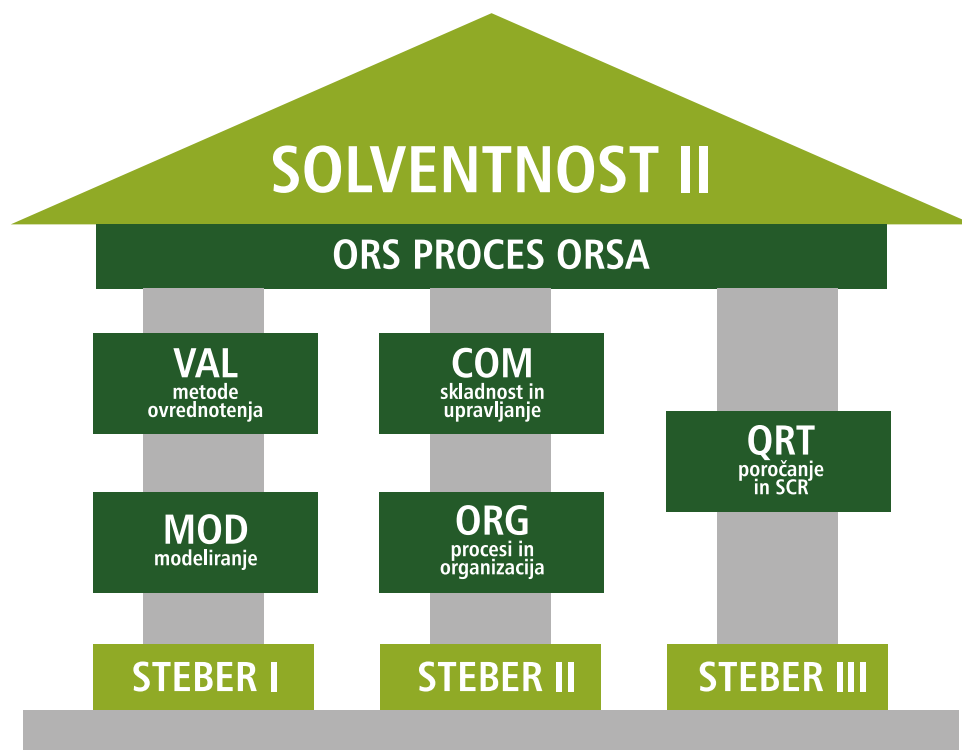 SOLVENTNOST II
ORS PROCES ORSA
VAL
metode
ovrednotenja
MOD
modeliranje
STEBER I
COM
skladnost in
upravljanje
ORG
procesi in
organizacija
STEBER II
QRT
poročanje
in SCR
STEBER III